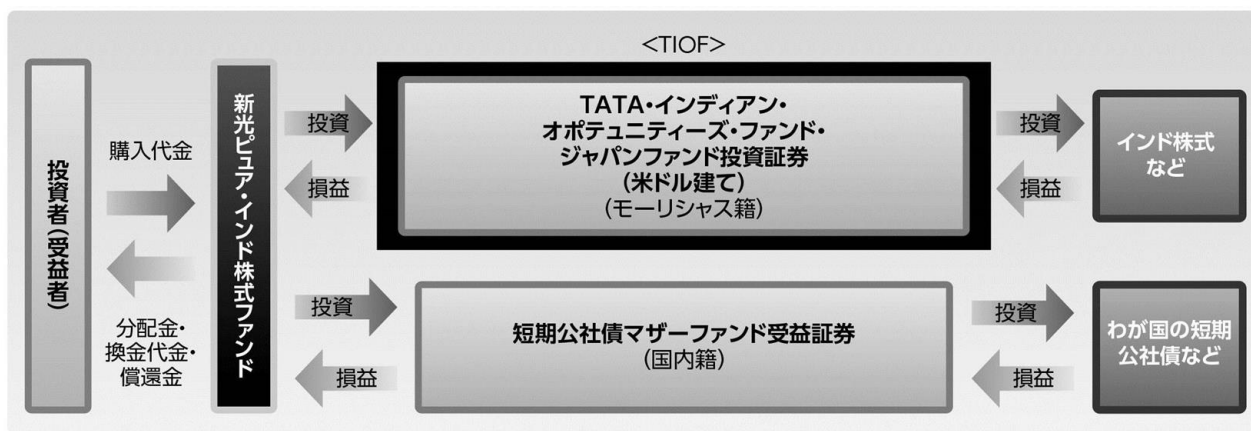 <TIOF>
投資者(受益者)
購入代金
分配金・
換金代金・
償還金
新光ピュア・インド株式ファンド
投資
損益
TATA・インディアン・
オポテュニティーズ・ファンド・
ジャパンファンド投資証券
(米ドル建て)
(モーリシャス籍)
投資
損益
インド株式
など
投資
損益
短期公社債マザーファンド受益証券
(国内籍)
投資
損益
わが国の短期
公社債など